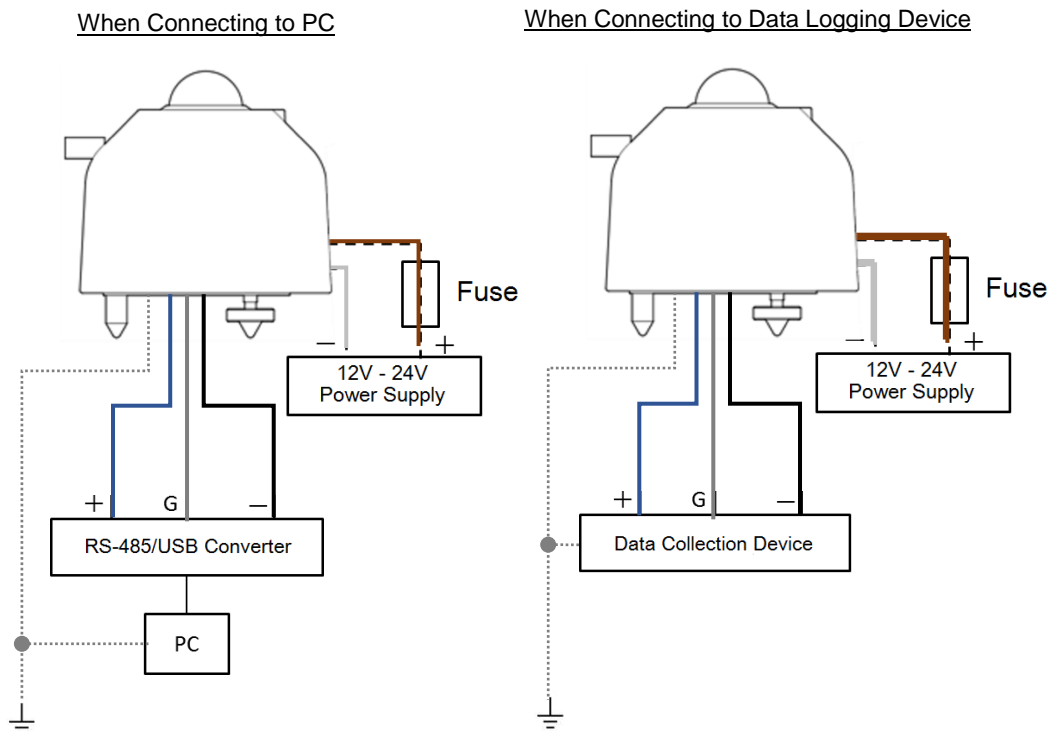 When Connecting to PC
When Connecting to Data Logging Device
Fuse
Fuse
− +
− +
12V - 24V
Power Supply
12V - 24V
Power Supply
+ G −
+ G −
RS-485/USB Converter
Data Collection Device
PC